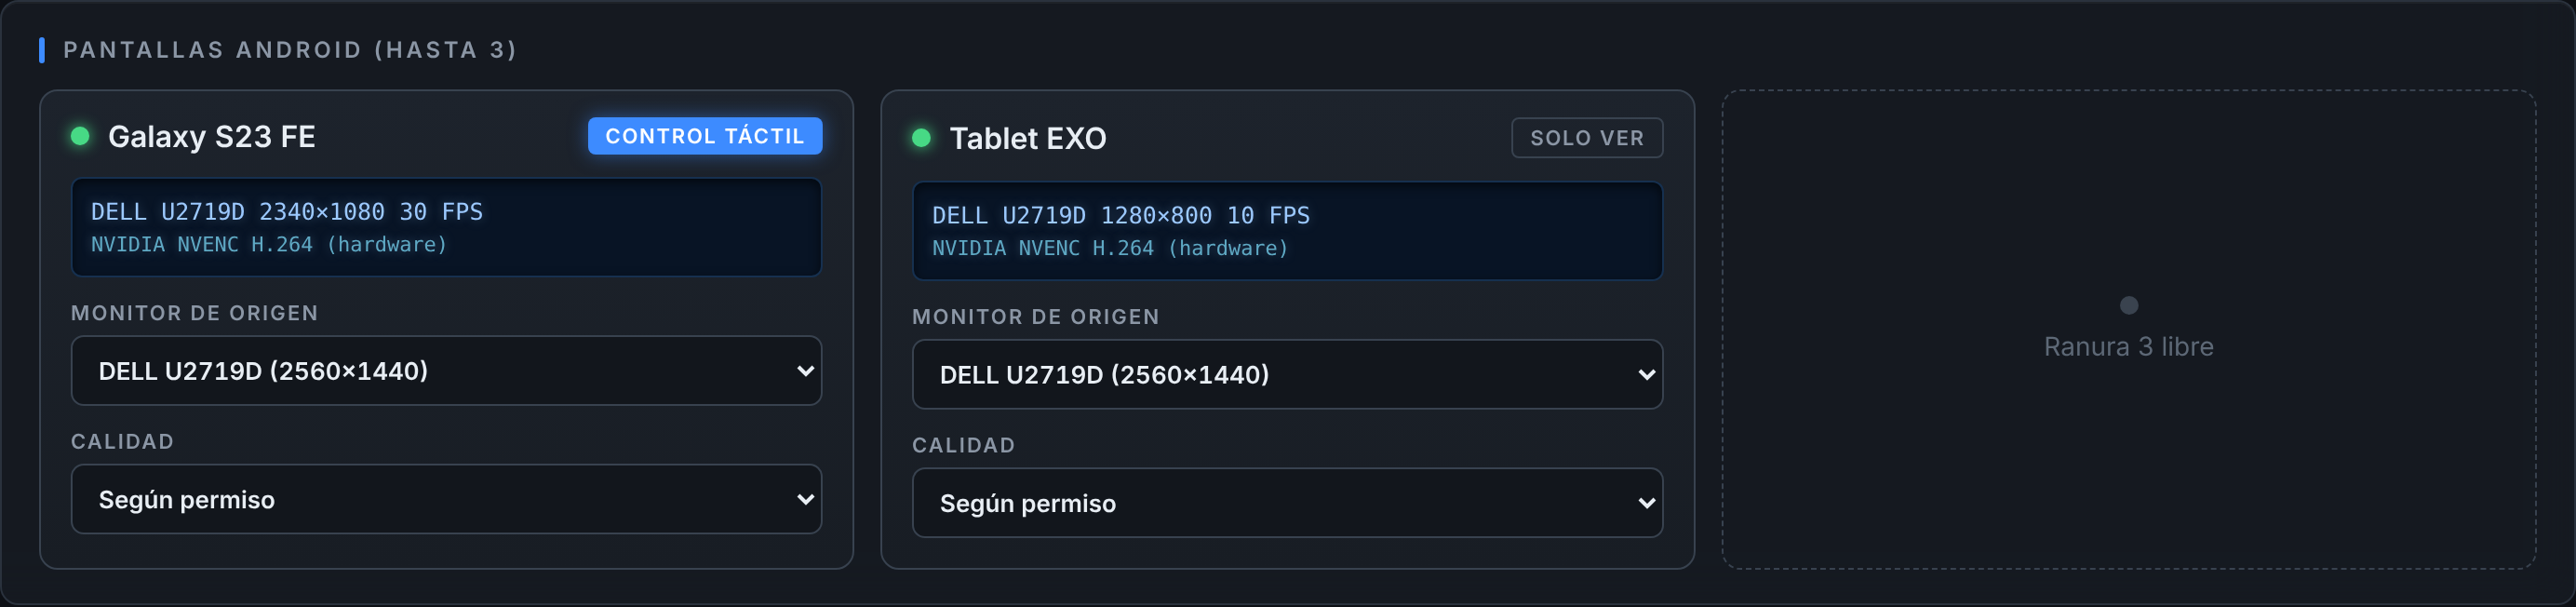 PANTALLAS ANDROID (HASTA 3)
Galaxy S23 FE
CONTROL TÁCTIL
DELL U2719D 2340×1080 30 FPS
NVIDIA NVENC H.264 (hardware)
MONITOR DE ORIGEN
DELL U2719D (2560×1440)
CALIDAD
Según permiso
Tablet EXO
SOLO VER
DELL U2719D 1280×800 10 FPS
NVIDIA NVENC H.264 (hardware)
MONITOR DE ORIGEN
DELL U2719D (2560×1440)
CALIDAD
Según permiso
Ranura 3 libre